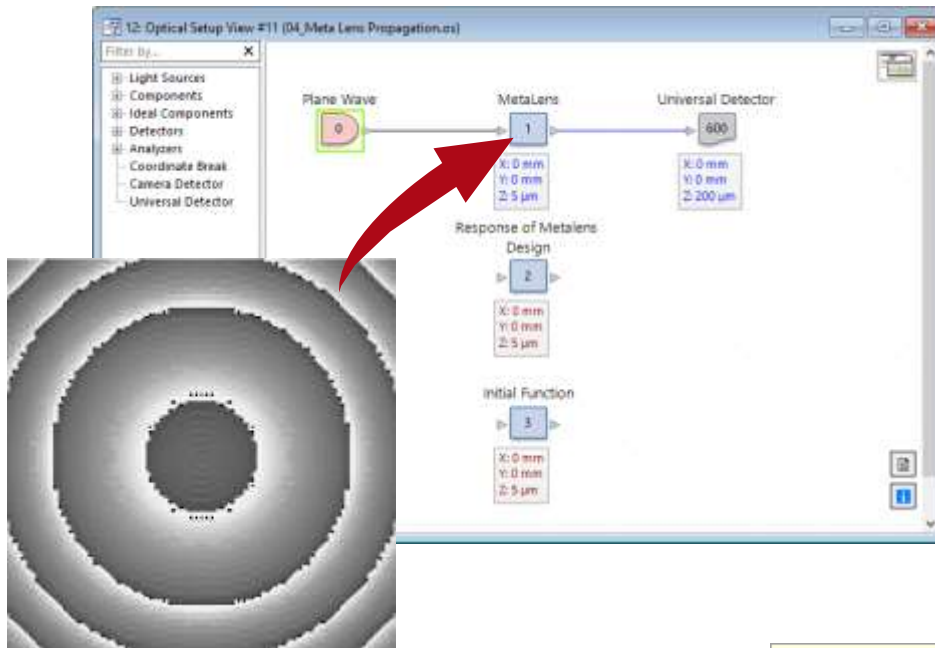 12: Optical Setup View #11 (04_Meta Lens Propagation.os)
Filter by...
X
Light Sources
Components
Ideal Components
Detectors
Analyzers
Coordinate Break
Camera Detector
Universal Detector
Plane Wave
0
MetaLens
1
X: 0 mm
Y: 0 mm
Z: 5 µm
Universal Detector
600
X: 0 mm
Y: 0 mm
Z: 200 µm
Response of Metalens
Design
2
X: 0 mm
Y: 0 mm
Z: 5 µm
Initial Function
3
X: 0 mm
Y: 0 mm
Z: 5 µm